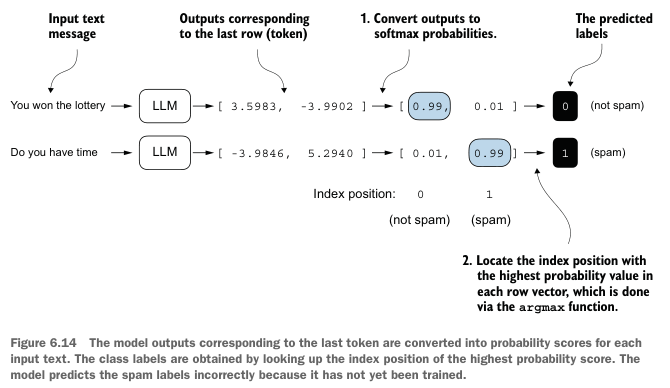 Input text
message
Outputs corresponding
to the last row (token)
1. Convert outputs to
softmax probabilities.
The predicted
labels
You won the lottery LLM [ 3.5983, -3.9902 ] [ 0.99, 0.01 ] 0 (not spam)
Do you have time LLM [ -3.9846, 5.2940 ] [ 0.01, 0.99 ] 1 (spam)
Index position: 0 1
(not spam) (spam)
2. Locate the index position with
the highest probability value in
each row vector, which is done
via the argmax function.
Figure 6.14 The model outputs corresponding to the last token are converted into probability scores for each
input text. The class labels are obtained by looking up the index position of the highest probability score. The
model predicts the spam labels incorrectly because it has not yet been trained.